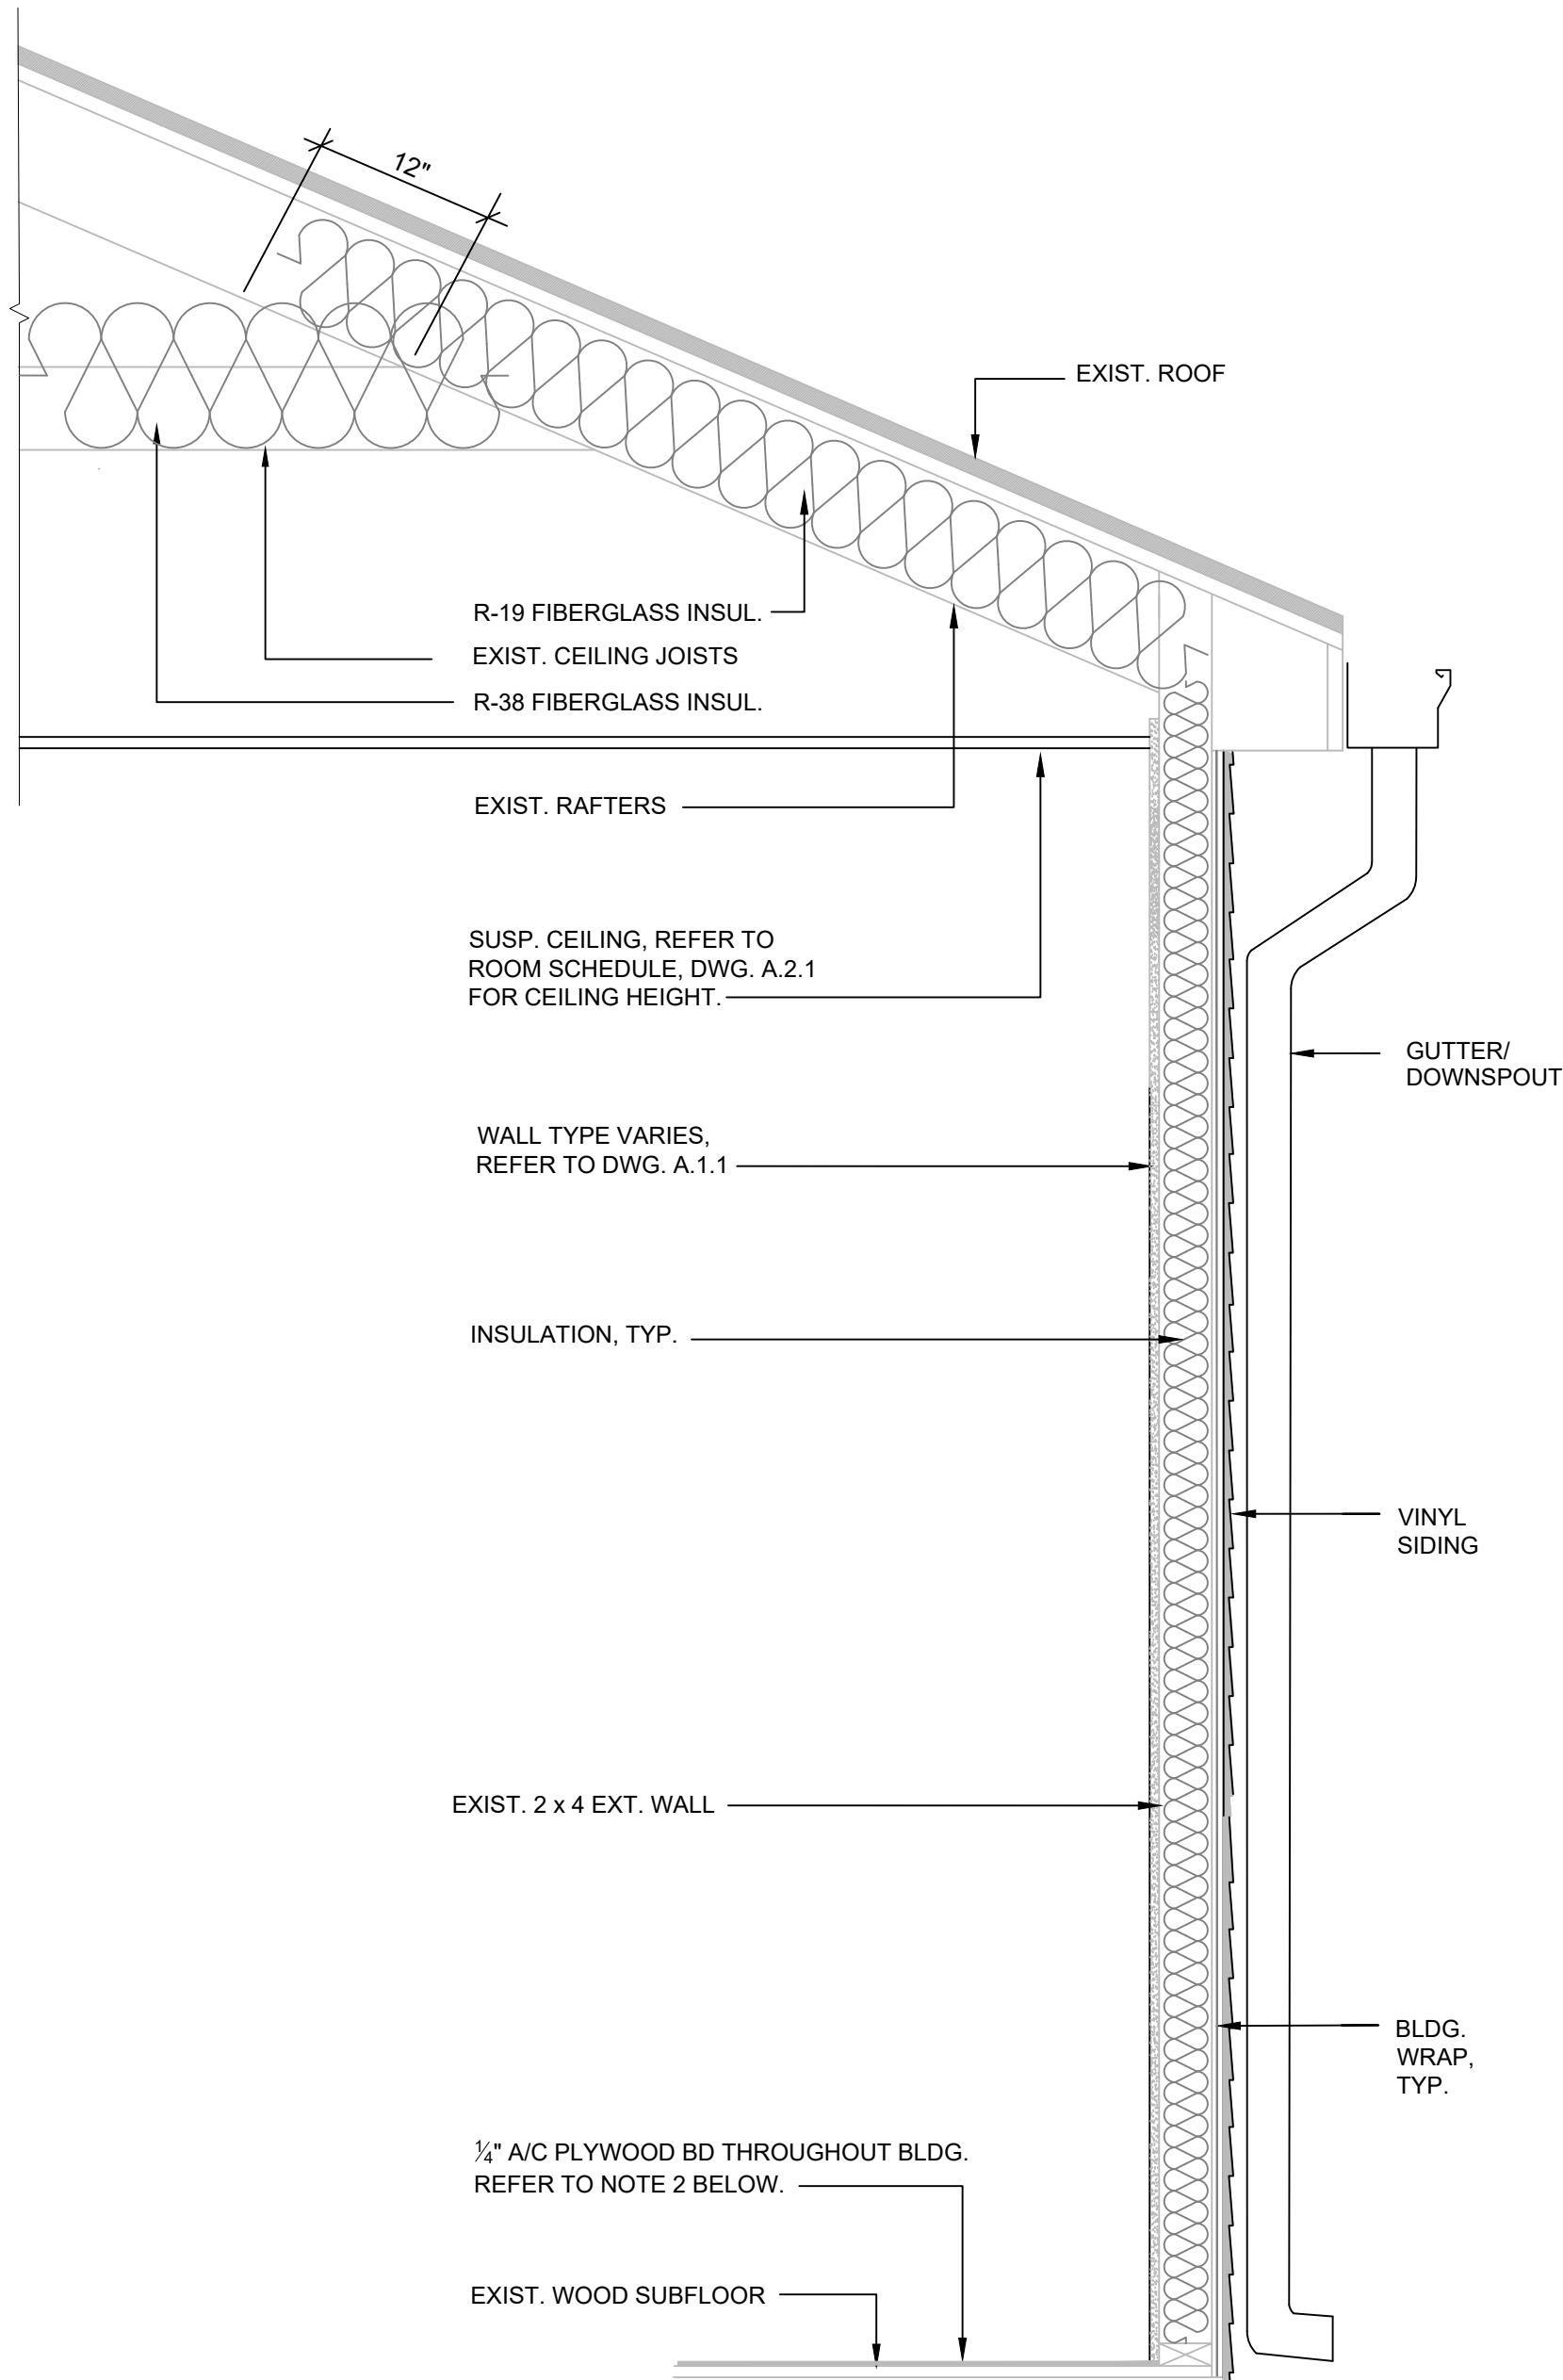 12"
EXIST. ROOF
R-19 FIBERGLASS INSUL.
EXIST. CEILING JOISTS
R-38 FIBERGLASS INSUL.
EXIST. RAFTERS
SUSP. CEILING, REFER TO
ROOM SCHEDULE, DWG. A.2.1
FOR CEILING HEIGHT.
GUTTER/
DOWNSPOUT
WALL TYPE VARIES,
REFER TO DWG. A.1.1
INSULATION, TYP.
VINYL
SIDING
EXIST. 2 x 4 EXT. WALL
BLDG.
WRAP,
TYP.
¼" A/C PLYWOOD BD THROUGHOUT BLDG.
REFER TO NOTE 2 BELOW.
EXIST. WOOD SUBFLOOR